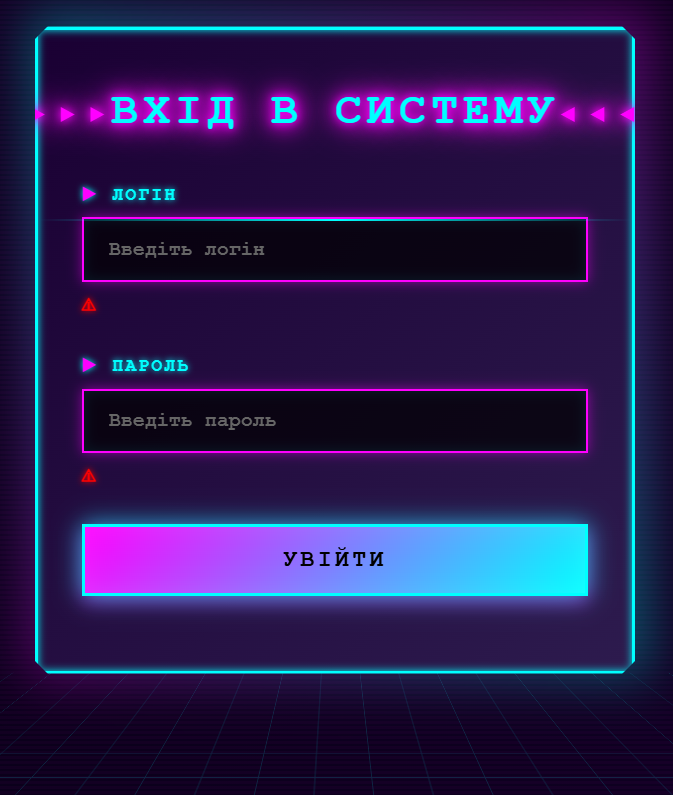 ВХІД В СИСТЕМУ
ЛОГІН
Введіть логін
ПАРОЛЬ
Введіть пароль
УВІЙТИ